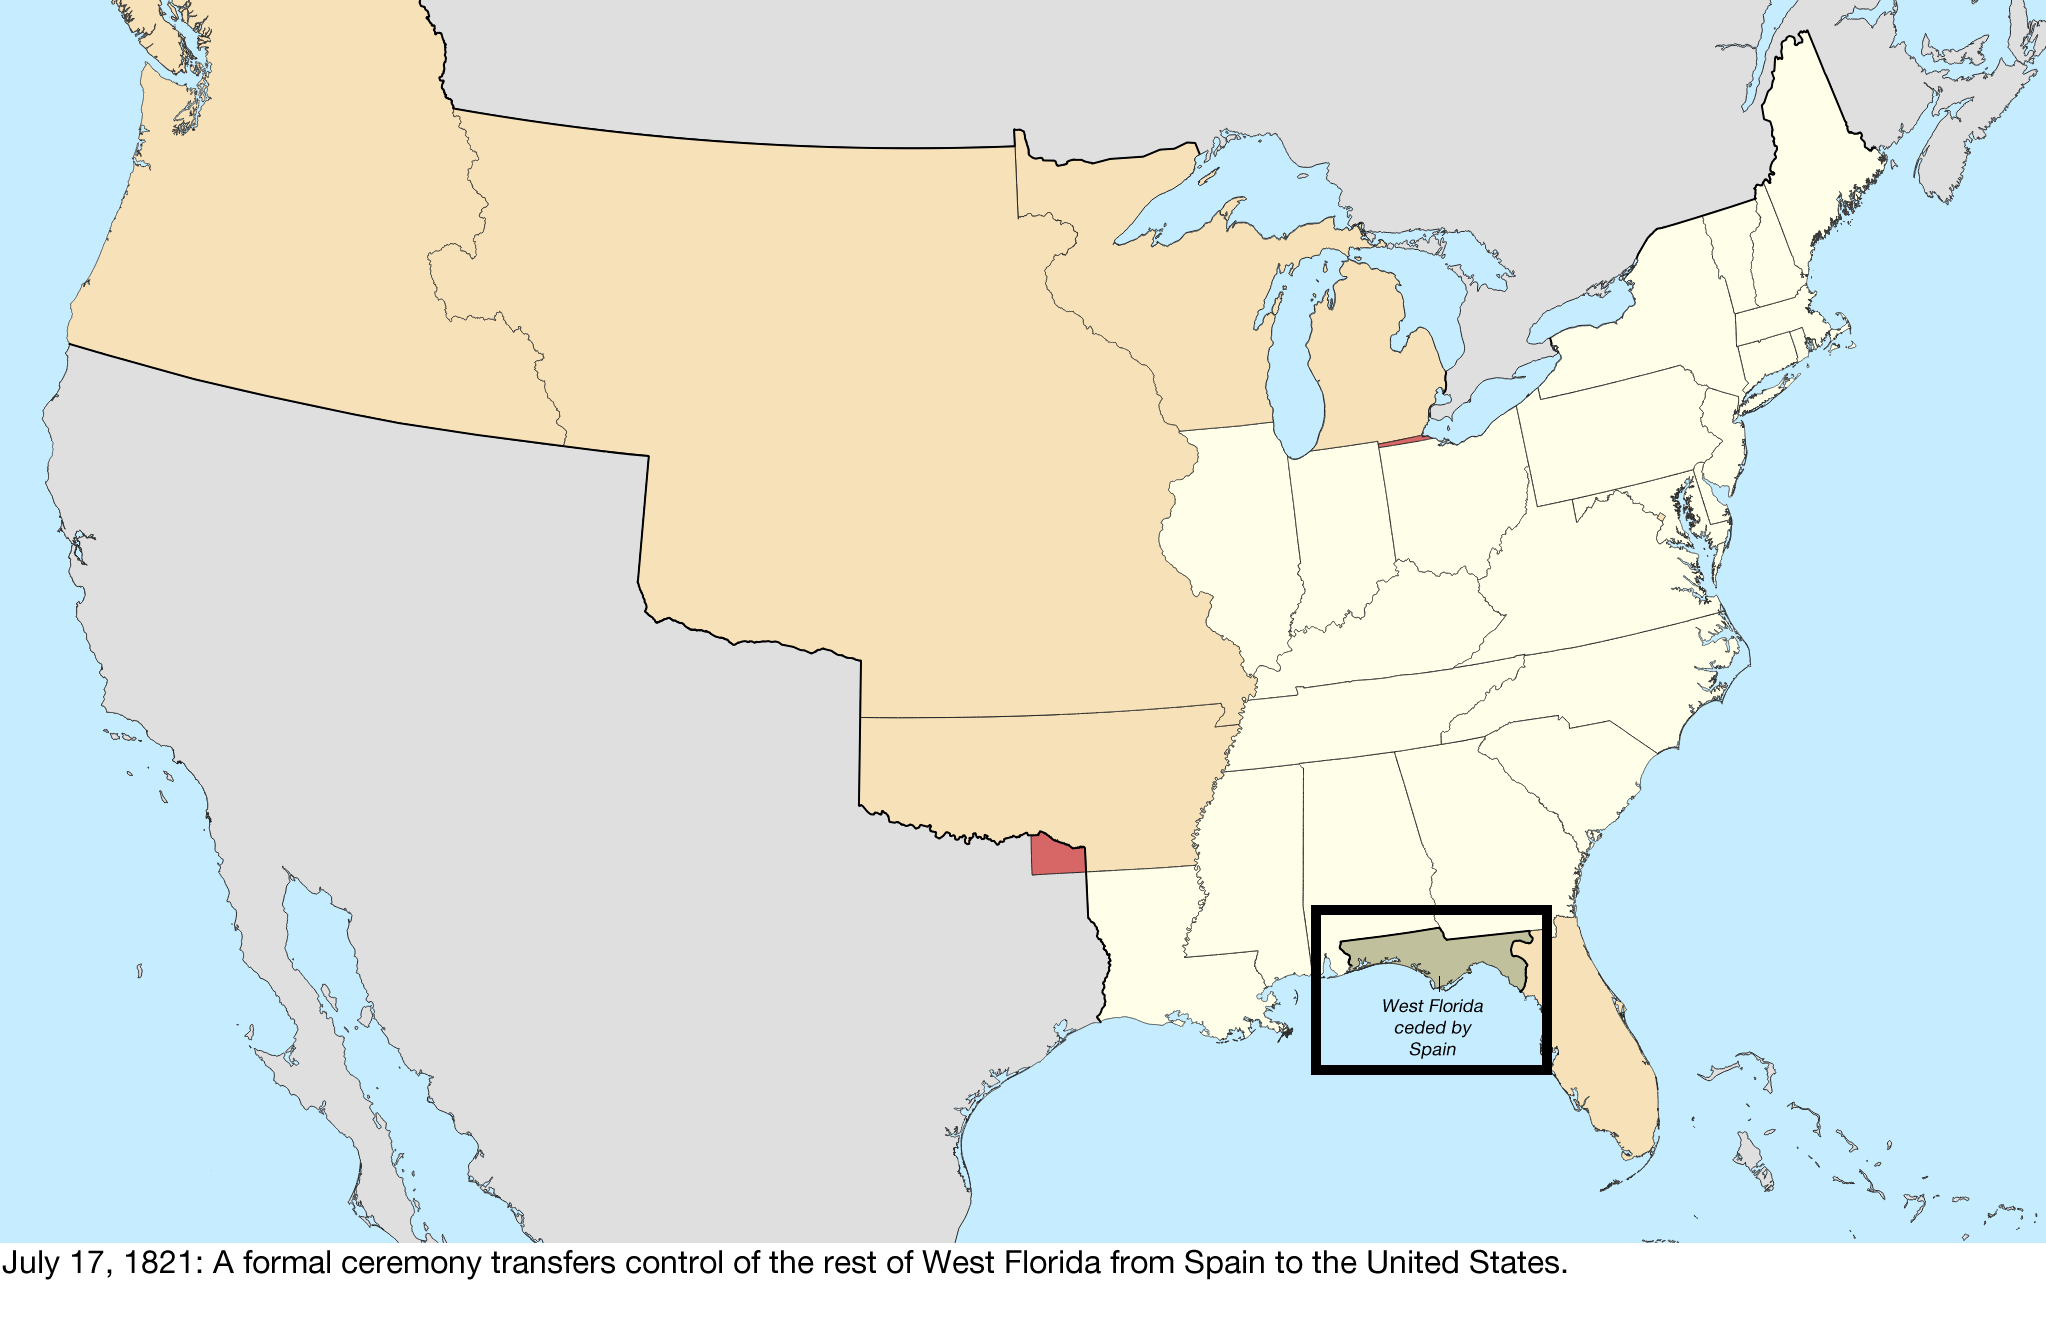 West Florida
ceded by
Spain
July 17, 1821: A formal ceremony transfers control of the rest of West Florida from Spain to the United States.